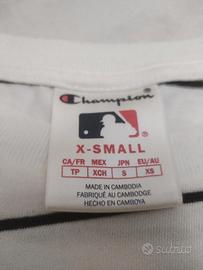 Champion
X-SMALL
CA/FR MEX JPN EU/AU
TP XCH S XS
MADE IN CAMBODIA
FABRIQUÉ AU CAMBODGE
HECHO EN CAMBOYA
subito